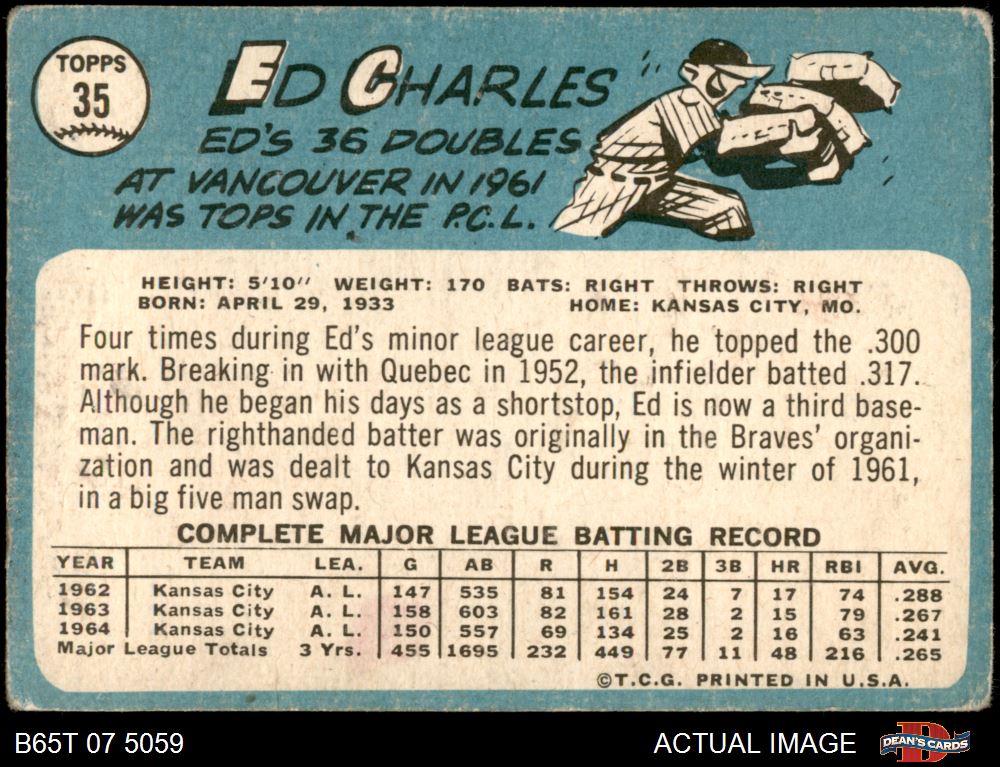 TOPPS
35
ED CHARLES
ED'S 36 DOUBLES
AT VANCOUVER IN 1961
WAS TOPS IN THE P.C.L.
HEIGHT: 5'10" WEIGHT: 170 BATS: RIGHT THROWS: RIGHT
BORN: APRIL 29, 1933 HOME: KANSAS CITY, MO.
Four times during Ed's minor league career, he topped the .300
mark. Breaking in with Quebec in 1952, the infielder batted .317.
Although he began his days as a shortstop, Ed is now a third base-
man. The righthanded batter was originally in the Braves' organi-
zation and was dealt to Kansas City during the winter of 1961,
in a big five man swap.
COMPLETE MAJOR LEAGUE BATTING RECORD
YEAR TEAM LEA. G AB R H 2B 3B HR RBI AVG.
1962 Kansas City A. L. 147 535 81 154 24 7 17 74 .288
1963 Kansas City A. L. 158 603 82 161 28 2 15 79 .267
1964 Kansas City A. L. 150 557 69 134 25 2 16 63 .241
Major League Totals 3 Yrs. 455 1695 232 449 77 11 48 216 .265
©T.C.G. PRINTED IN U.S.A.
B65T 07 5059 ACTUAL IMAGE D DEAN'S CARDS